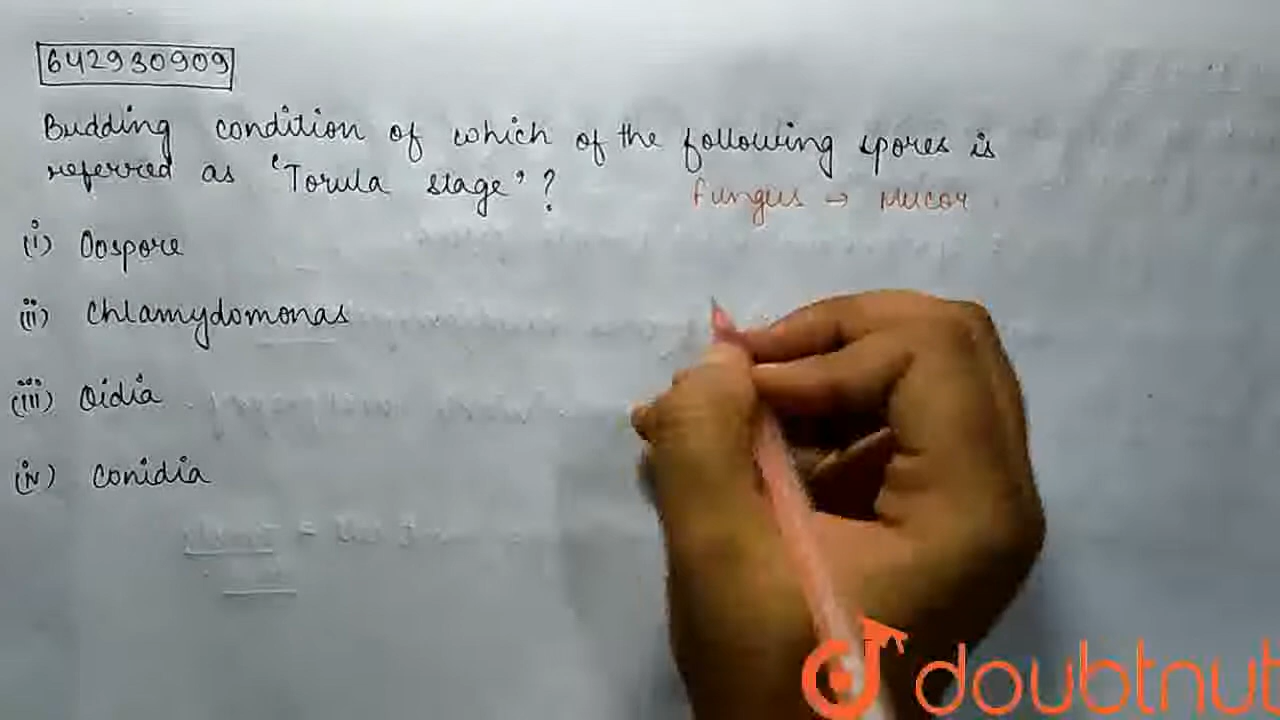 642930909
Budding condition of which of the following spores is
referred as 'Torula stage'?
fungus → Mucor
(i) Oospore
(ii) Chlamydomonas
(iii) Oidia
(iv) Conidia
doubtnut